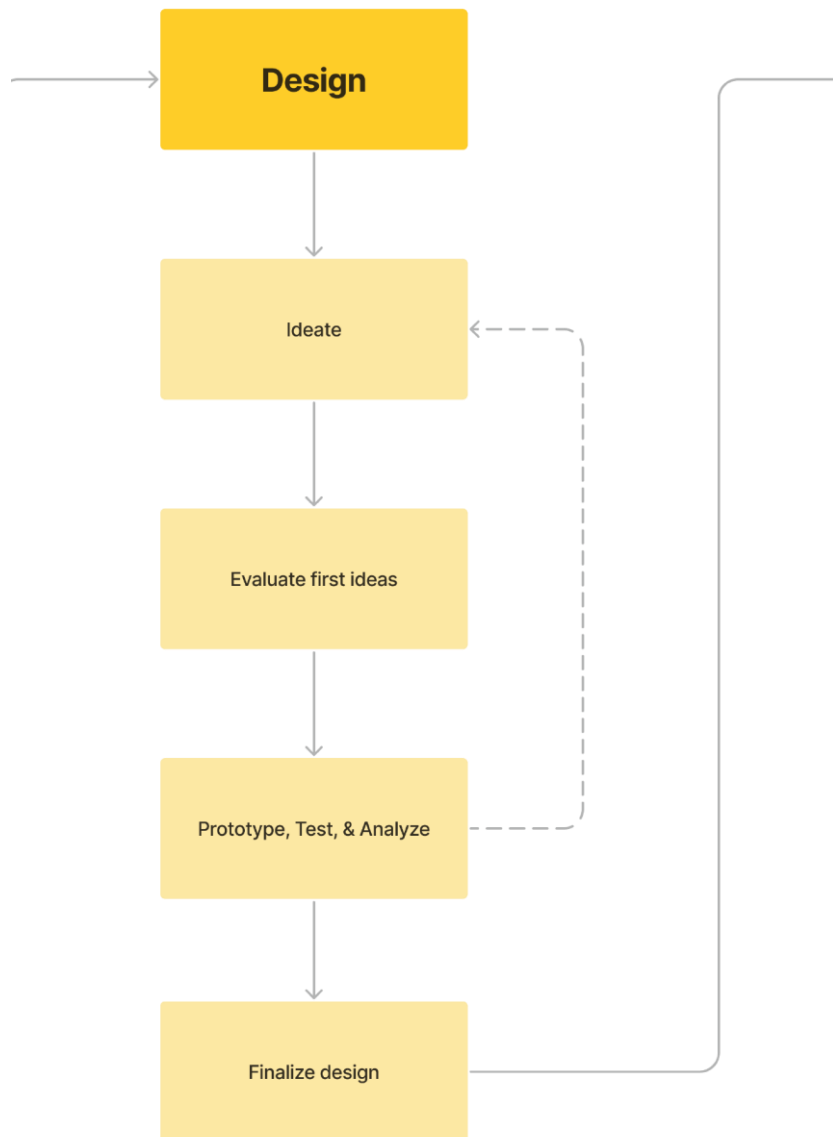 Design
Ideate
Evaluate first ideas
Prototype, Test, & Analyze
Finalize design